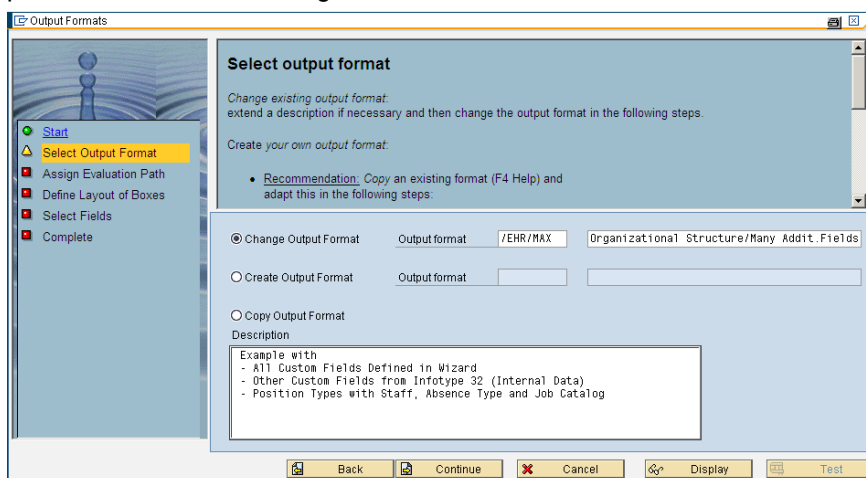 Output Formats
Start
Select Output Format
Assign Evaluation Path
Define Layout of Boxes
Select Fields
Complete
Select output format
Change existing output format:
extend a description if necessary and then change the output format in the following steps.
Create your own output format:
• Recommendation: Copy an existing format (F4 Help) and
adapt this in the following steps:
Change Output Format Output format /EHR/MAX Organizational Structure/Many Addit.Fields
Create Output Format Output format
Copy Output Format
Description
Example with
- All Custom Fields Defined in Wizard
- Other Custom Fields from Infotype 32 (Internal Data)
- Position Types with Staff, Absence Type and Job Catalog
Back Continue Cancel Display Test